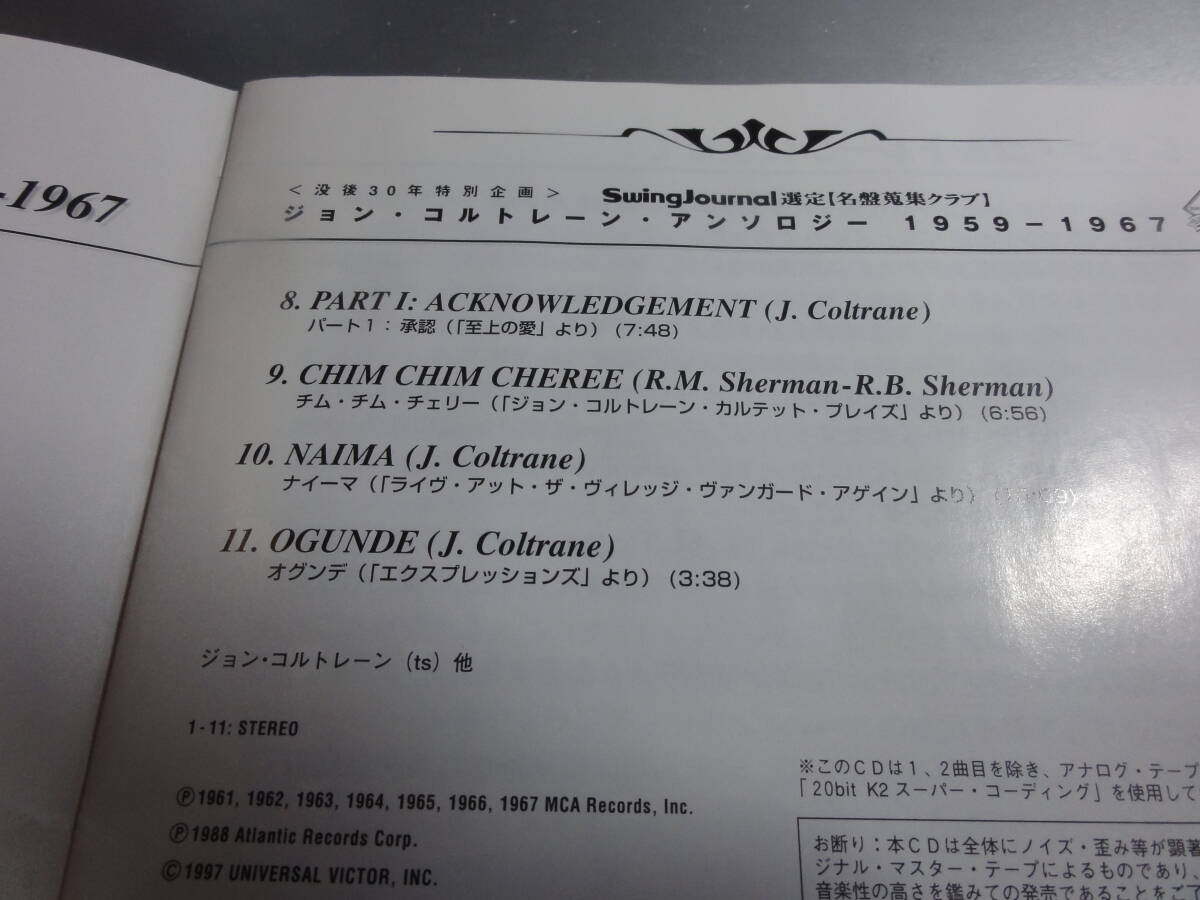 -1967
＜没後30年特別企画＞ SwingJournal選定【名盤蒐集クラブ】
ジョン・コルトレーン・アンソロジー 1959-1967
8. PART I: ACKNOWLEDGEMENT (J. Coltrane)
パート1：承認（「至上の愛」より）(7:48)
9. CHIM CHIM CHEREE (R.M. Sherman-R.B. Sherman)
チム・チム・チェリー（「ジョン・コルトレーン・カルテット・プレイズ」より）(6:56)
10. NAIMA (J. Coltrane)
ナイーマ（「ライヴ・アット・ザ・ヴィレッジ・ヴァンガード・アゲイン」より）
11. OGUNDE (J. Coltrane)
オグンデ（「エクスプレッションズ」より）(3:38)
ジョン・コルトレーン (ts) 他
1-11: STEREO
Ⓟ1961, 1962, 1963, 1964, 1965, 1966, 1967 MCA Records, Inc.
Ⓟ1988 Atlantic Records Corp.
©1997 UNIVERSAL VICTOR, INC.
※このCDは1、2曲目を除き、アナログ・テープ
「20bit K2スーパー・コーディング」を使用して
お断り：本CDは全体にノイズ・歪み等が顕著
ジナル・マスター・テープによるものであり、
音楽性の高さを鑑みての発売であることをご了